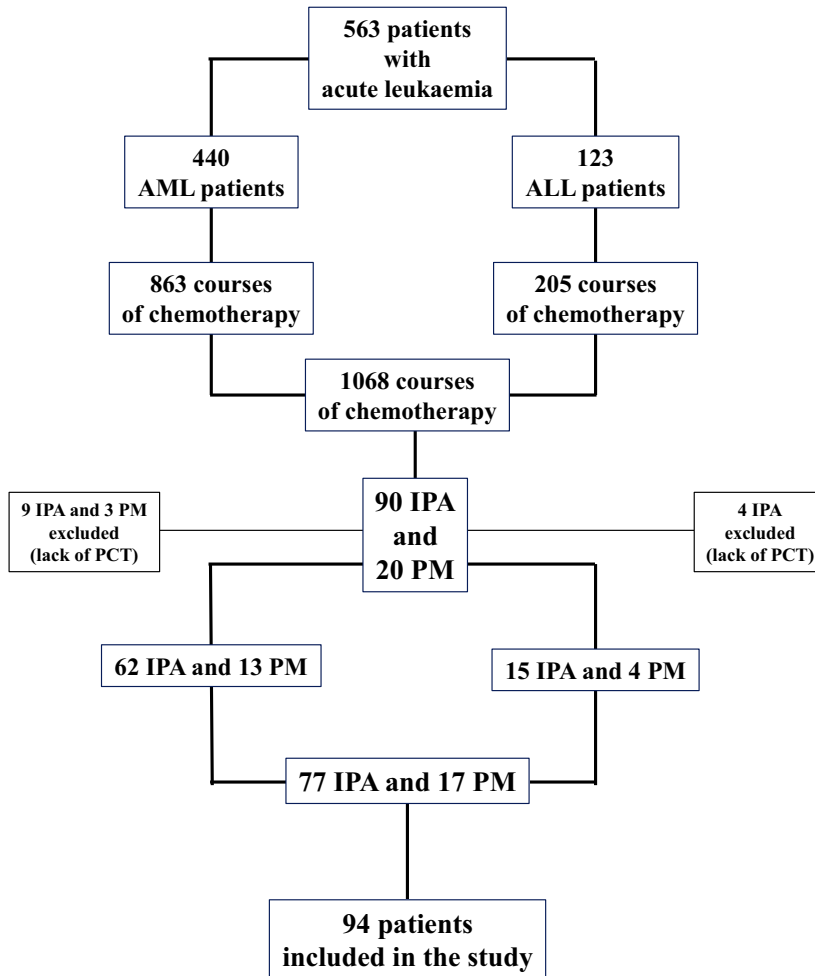 563 patients
with
acute leukaemia
440
AML patients
123
ALL patients
863 courses
of chemotherapy
205 courses
of chemotherapy
1068 courses
of chemotherapy
9 IPA and 3 PM
excluded
(lack of PCT)
90 IPA
and
20 PM
4 IPA
excluded
(lack of PCT)
62 IPA and 13 PM
15 IPA and 4 PM
77 IPA and 17 PM
94 patients
included in the study